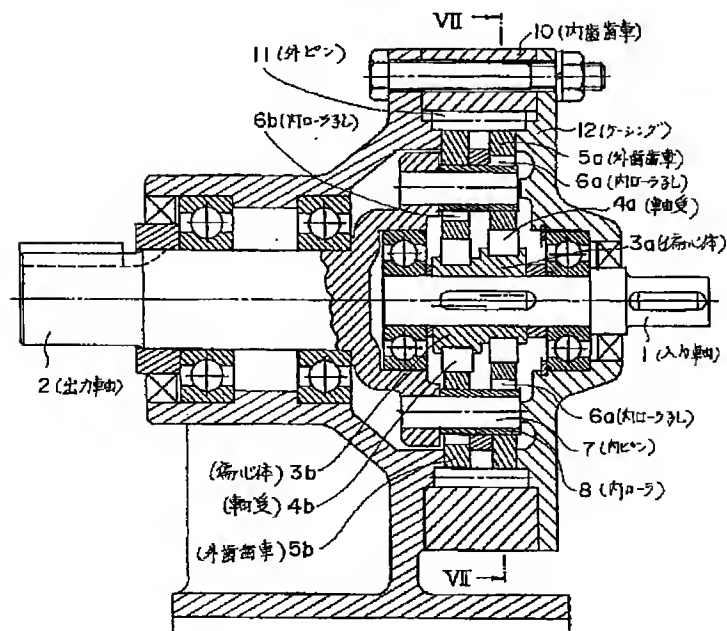 VII
10 (内歯歯車)
11 (外ピン)
6b (内ローラ孔)
12 (ケーシング)
5a (外歯歯車)
6a (内ローラ孔)
4a (軸受)
3a (偏心体)
1 (入力軸)
2 (出力軸)
6a (内ローラ孔)
7 (内ピン)
8 (内ローラ)
(偏心体) 3b
(軸受) 4b
(外歯歯車) 5b
VII